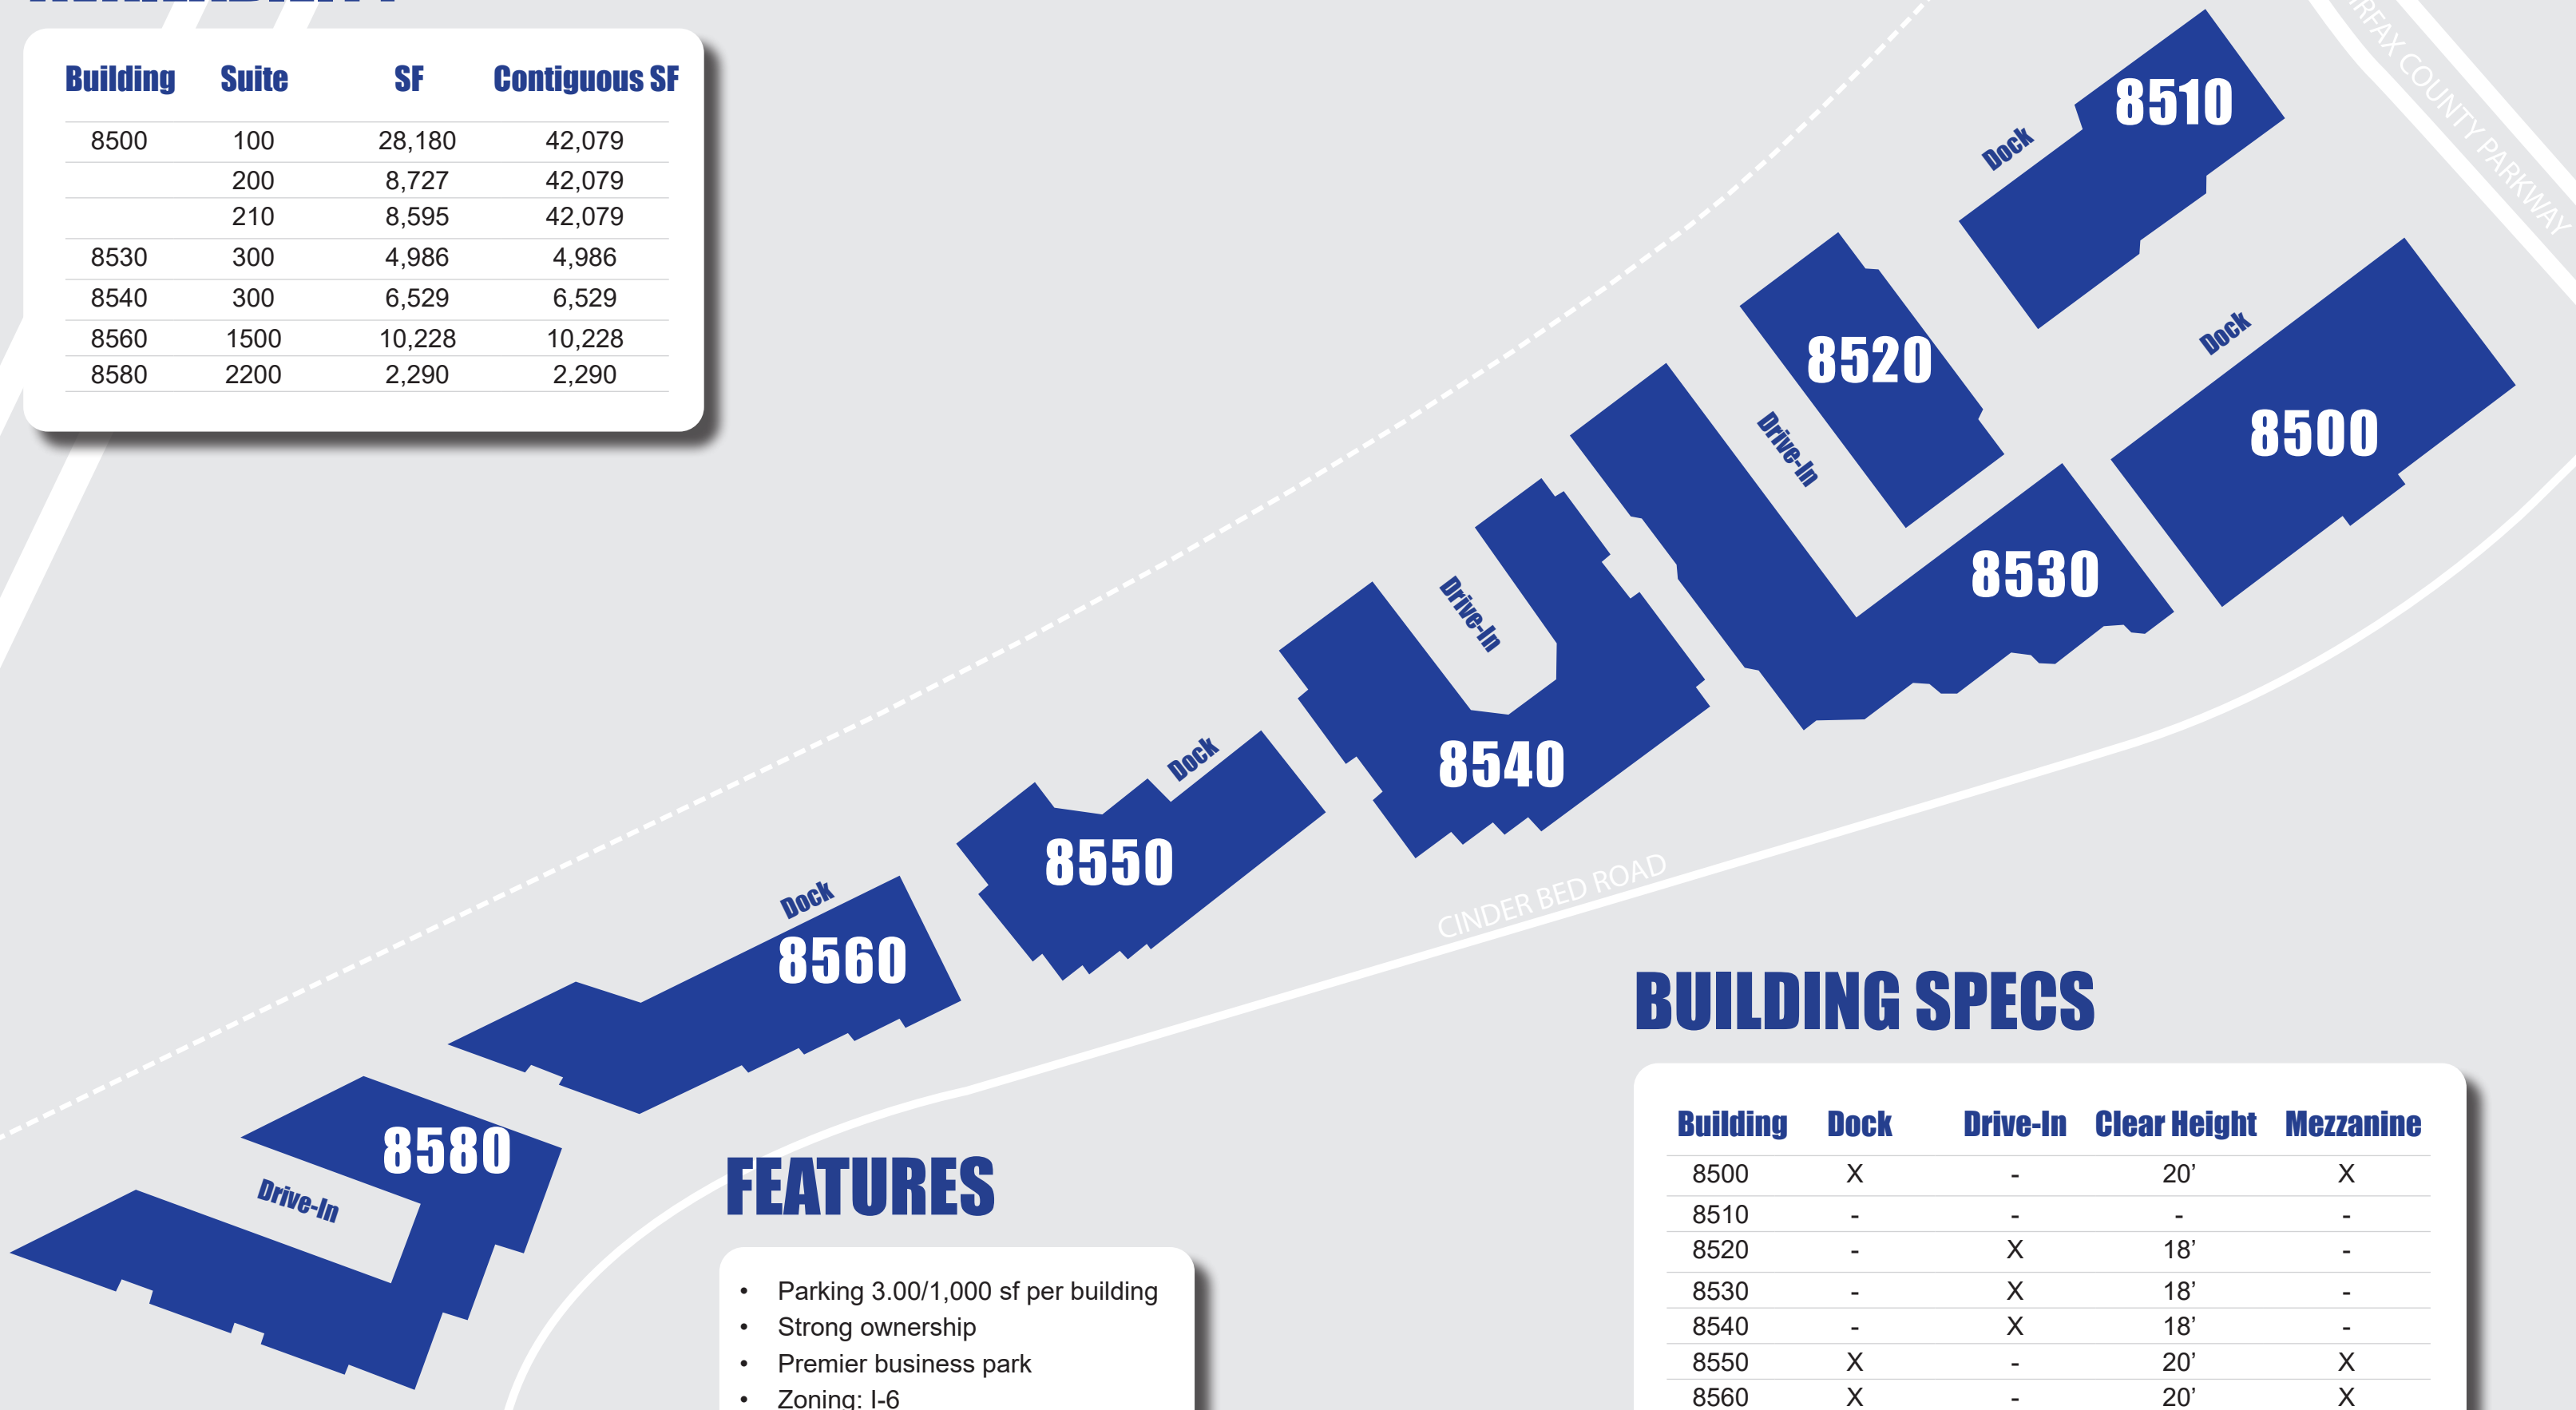 Building Suite SF Contiguous SF
8500 100 28,180 42,079
200 8,727 42,079
210 8,595 42,079
8530 300 4,986 4,986
8540 300 6,529 6,529
8560 1500 10,228 10,228
8580 2200 2,290 2,290
COUNTY PARKWAY
8510
Dock
8520
Dock
8500
Drive-In
8530
Drive-In
8540
Dock
8550
CINDER BED ROAD
Dock
8560
8580
Drive-In
FEATURES
• Parking 3.00/1,000 sf per building
• Strong ownership
• Premier business park
• Zoning: I-6
BUILDING SPECS
Building Dock Drive-In Clear Height Mezzanine
8500 X - 20’ X
8510 - - - -
8520 - X 18’ -
8530 - X 18’ -
8540 - X 18’ -
8550 X - 20’ X
8560 X - 20’ X